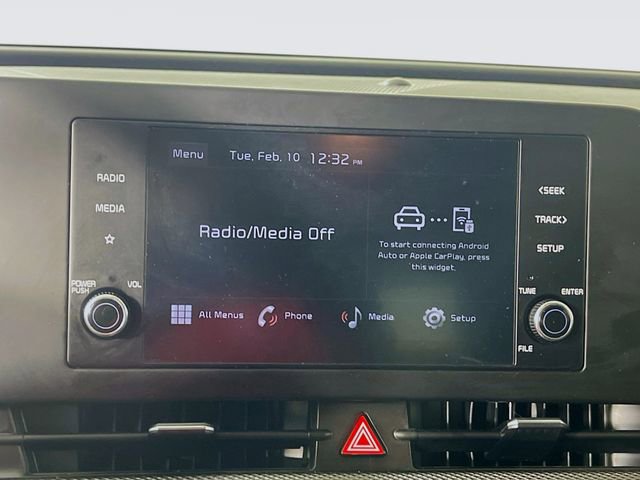 Menu
Tue, Feb, 10 12:32 PM
RADIO
MEDIA
POWER
PUSH
VOL
Radio/Media Off
To start connecting Android
Auto or Apple CarPlay, press
this widget.
All Menus
Phone
Media
Setup
<SEEK
TRACK>
SETUP
TUNE
ENTER
FILE